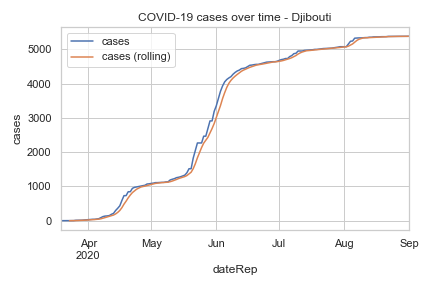 COVID-19 cases over time - Djibouti
cases
cases (rolling)
5000
4000
3000
2000
1000
0
cases
Apr
2020
May
Jun
Jul
Aug
Sep
dateRep